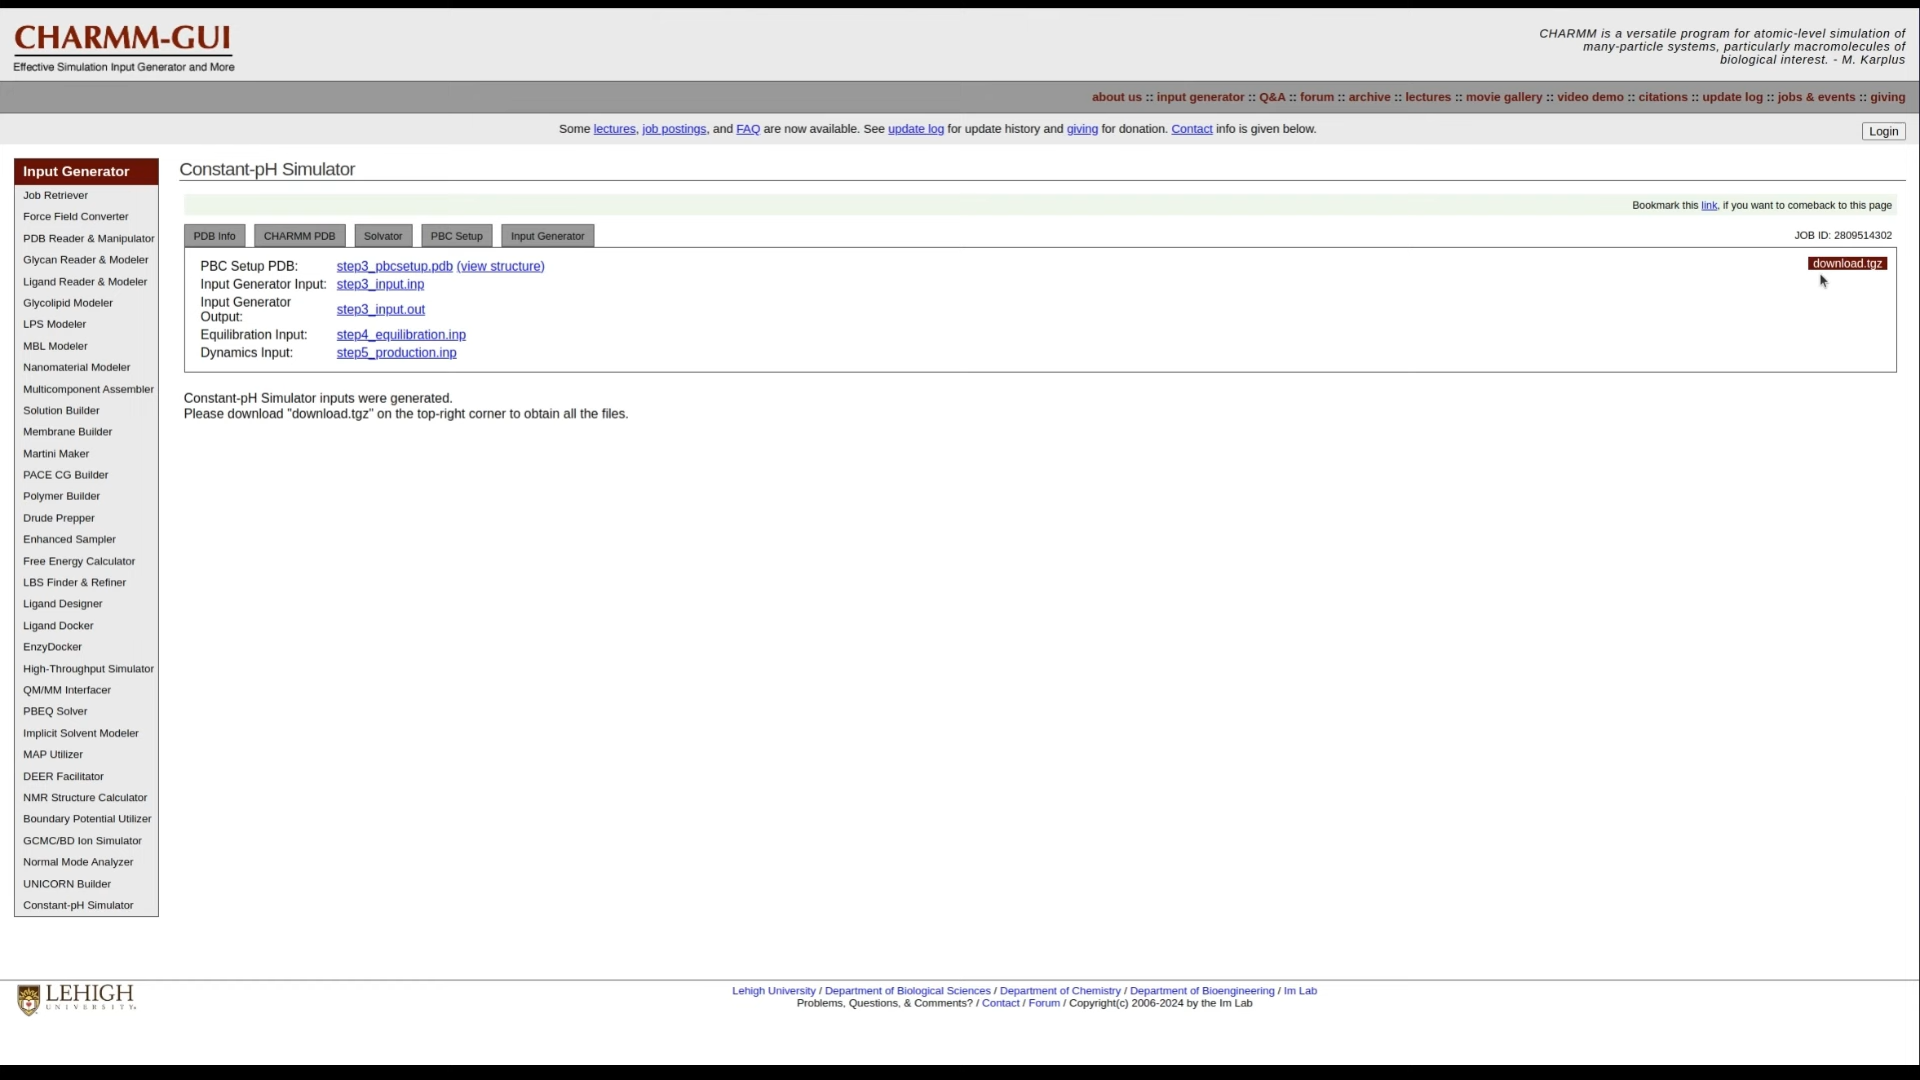 CHARMM-GUI
Effective Simulation Input Generator and More
CHARMM is a versatile program for atomic-level simulation of
many-particle systems, particularly macromolecules of
biological interest. - M. Karplus
about us :: input generator :: Q&A :: forum :: archive :: lectures :: movie gallery :: video demo :: citations :: update log :: jobs & events :: giving
Some lectures, job postings, and FAQ are now available. See update log for update history and giving for donation. Contact info is given below.
Login
Input Generator
Job Retriever
Force Field Converter
PDB Reader & Manipulator
Glycan Reader & Modeler
Ligand Reader & Modeler
Glycolipid Modeler
LPS Modeler
MBL Modeler
Nanomaterial Modeler
Multicomponent Assembler
Solution Builder
Membrane Builder
Martini Maker
PACE CG Builder
Polymer Builder
Drude Prepper
Enhanced Sampler
Free Energy Calculator
LBS Finder & Refiner
Ligand Designer
Ligand Docker
EnzyDocker
High-Throughput Simulator
QM/MM Interfacer
PBEQ Solver
Implicit Solvent Modeler
MAP Utilizer
DEER Facilitator
NMR Structure Calculator
Boundary Potential Utilizer
GCMC/BD Ion Simulator
Normal Mode Analyzer
UNICORN Builder
Constant-pH Simulator
Constant-pH Simulator
Bookmark this link, if you want to comeback to this page
PDB Info CHARMM PDB Solvator PBC Setup Input Generator
JOB ID: 2809514302
PBC Setup PDB: step3_pbcsetup.pdb (view structure)
download.tgz
Input Generator Input: step3_input.inp
Input Generator
Output: step3_input.out
Equilibration Input: step4_equilibration.inp
Dynamics Input: step5_production.inp
Constant-pH Simulator inputs were generated.
Please download "download.tgz" on the top-right corner to obtain all the files.
LEHIGH
UNIVERSITY
Lehigh University / Department of Biological Sciences / Department of Chemistry / Department of Bioengineering / Im Lab
Problems, Questions, & Comments? / Contact / Forum / Copyright(c) 2006-2024 by the Im Lab